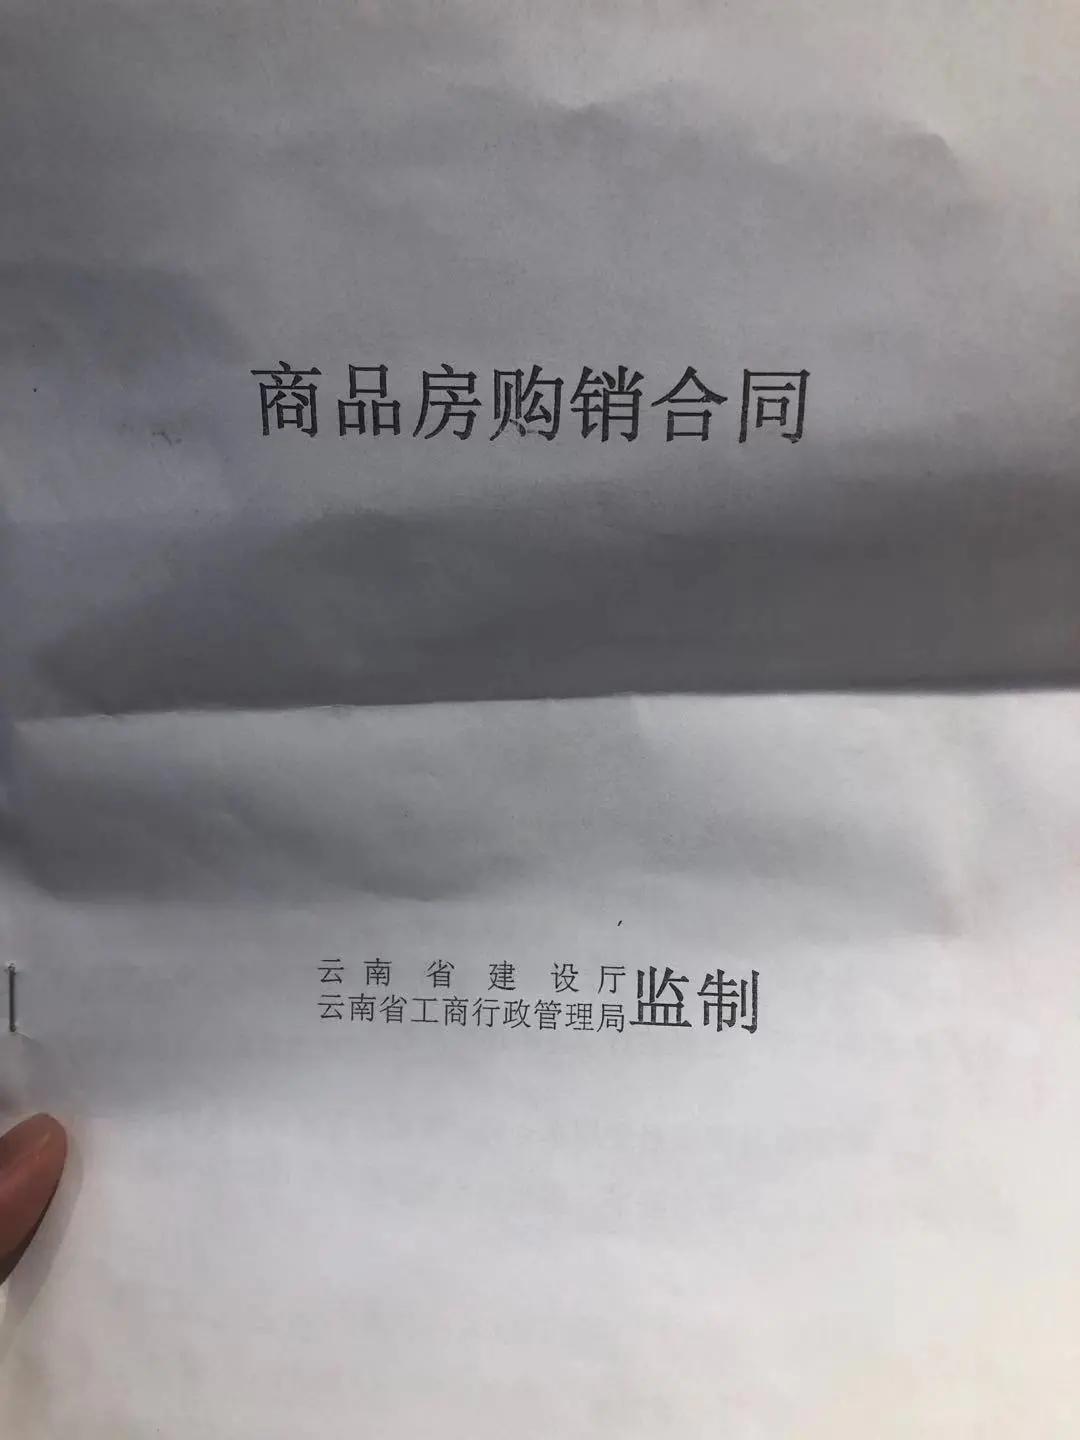 商品房购销合同
云南省建设厅
云南省工商行政管理局
监制